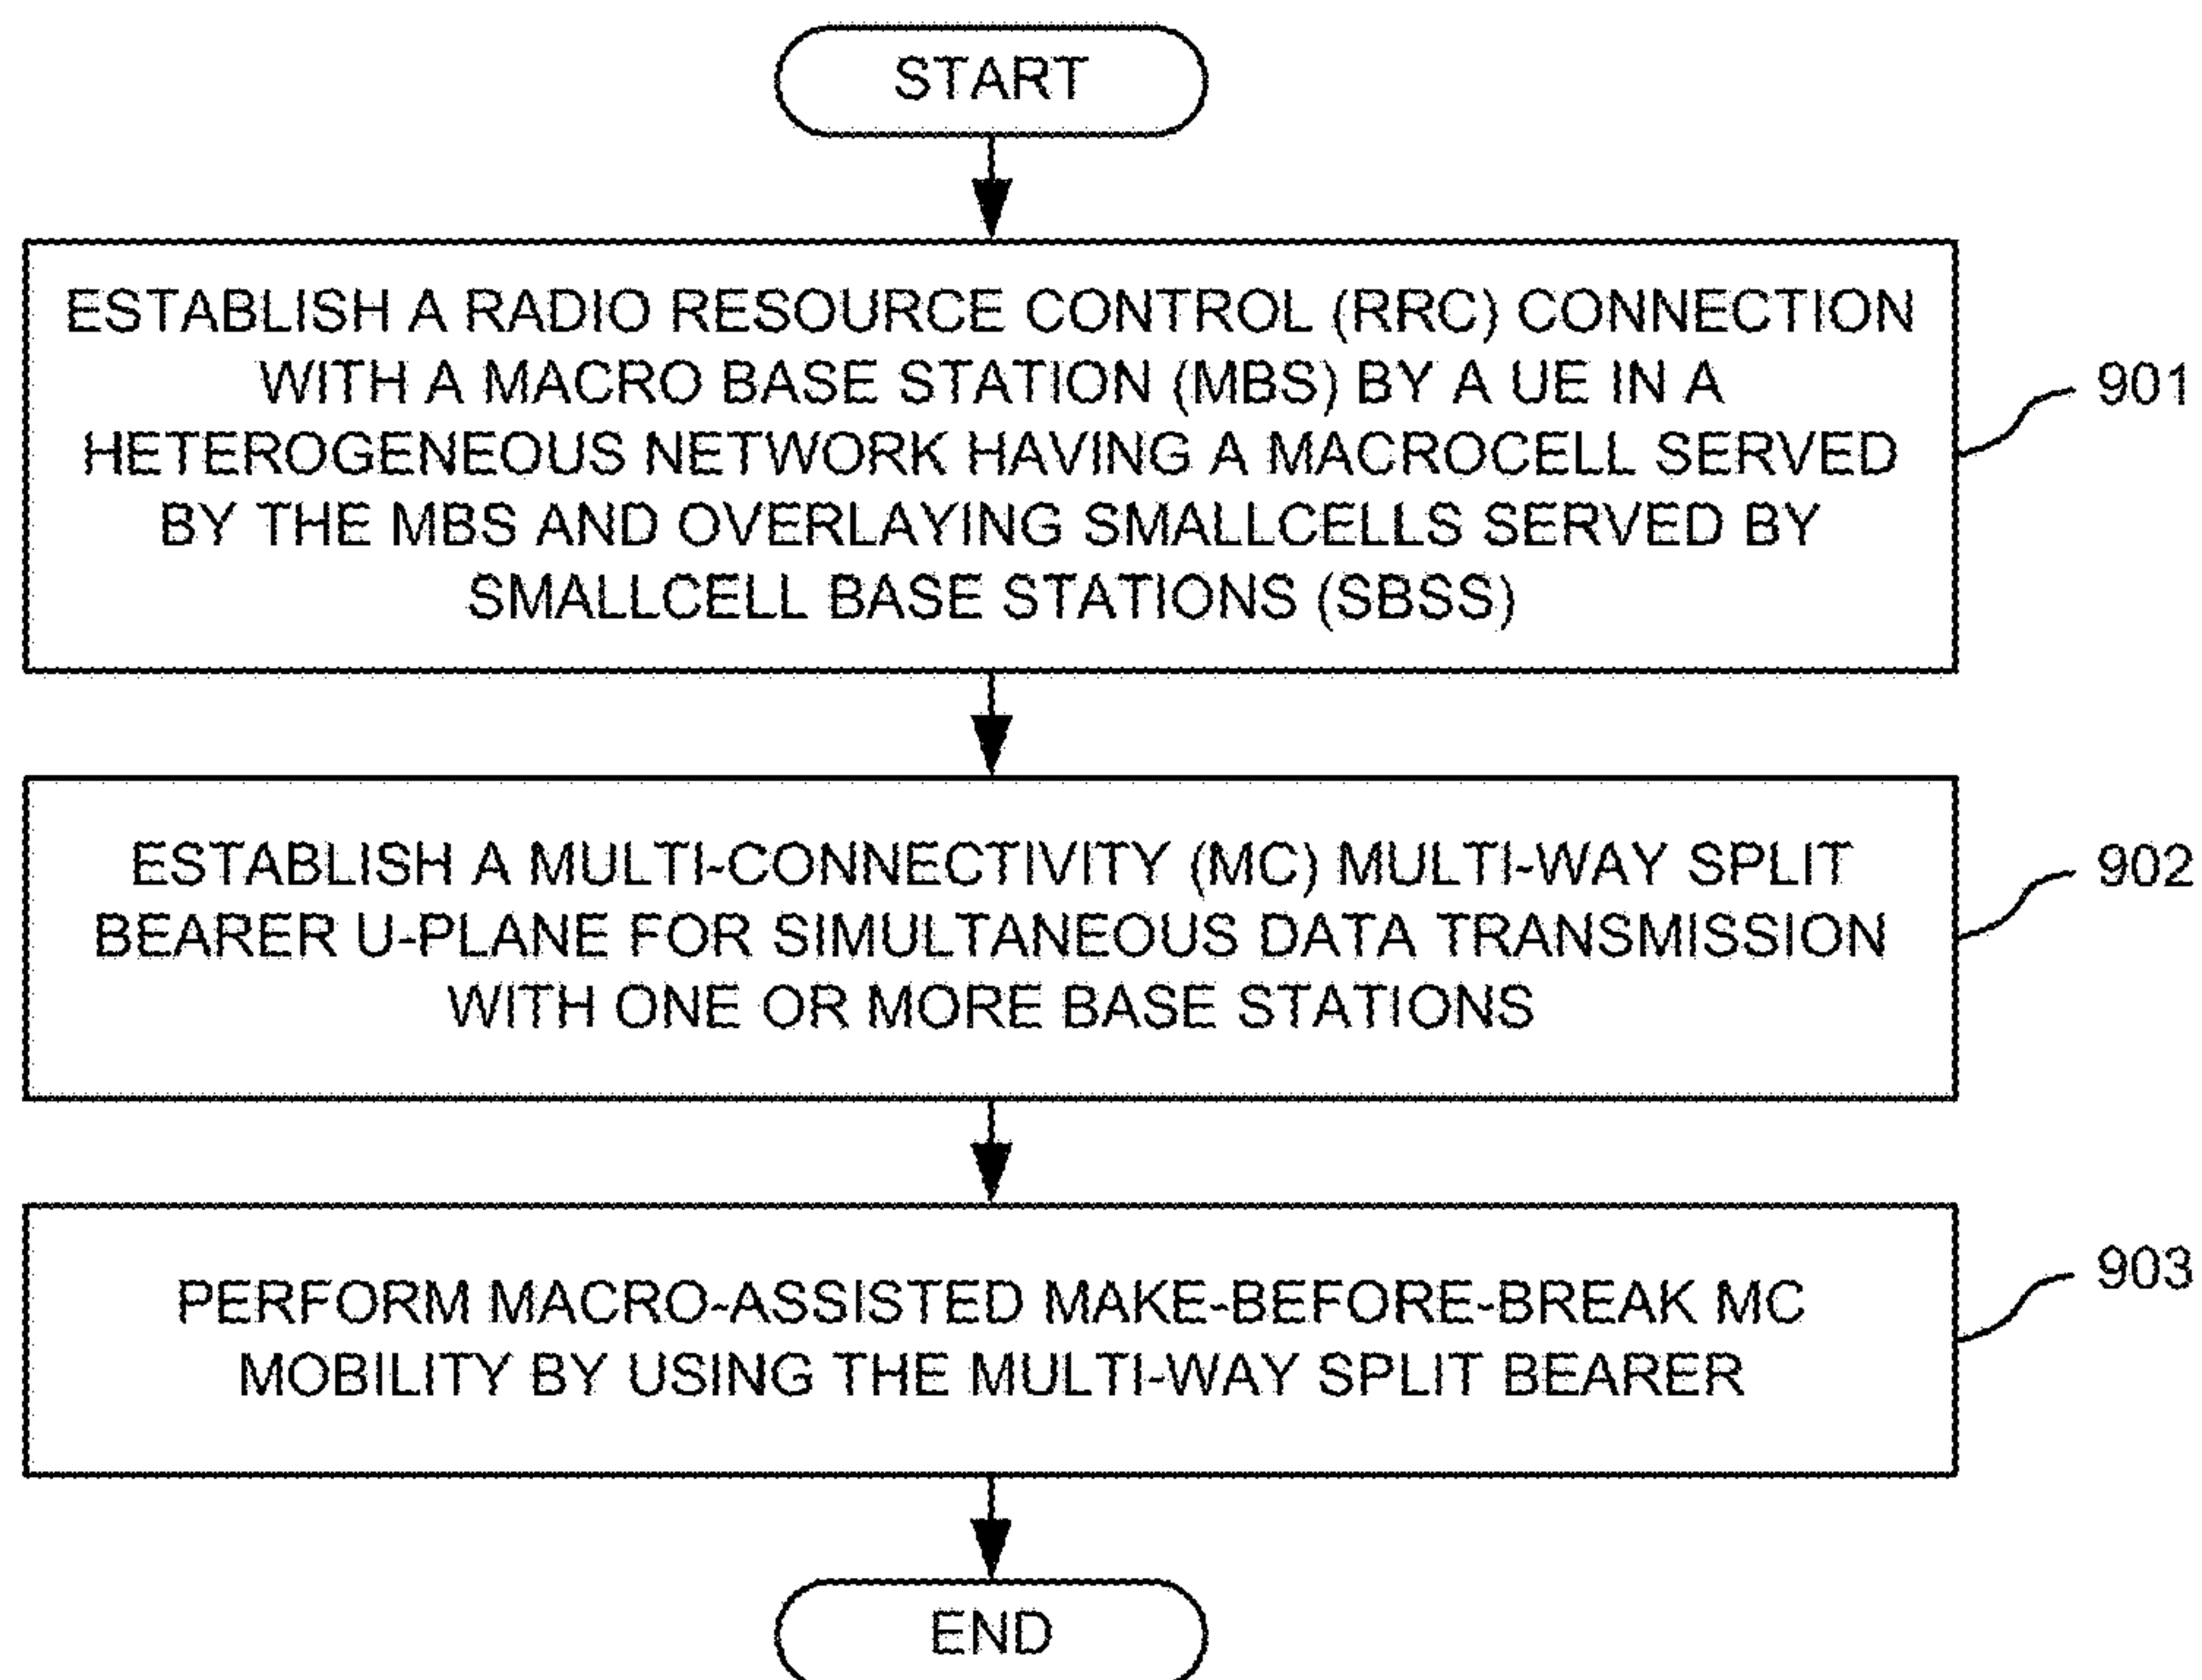 START
ESTABLISH A RADIO RESOURCE CONTROL (RRC) CONNECTION
WITH A MACRO BASE STATION (MBS) BY A UE IN A
HETEROGENEOUS NETWORK HAVING A MACROCELL SERVED
BY THE MBS AND OVERLAYING SMALLCELLS SERVED BY
SMALLCELL BASE STATIONS (SBSS)
901
ESTABLISH A MULTI-CONNECTIVITY (MC) MULTI-WAY SPLIT
BEARER U-PLANE FOR SIMULTANEOUS DATA TRANSMISSION
WITH ONE OR MORE BASE STATIONS
902
PERFORM MACRO-ASSISTED MAKE-BEFORE-BREAK MC
MOBILITY BY USING THE MULTI-WAY SPLIT BEARER
903
END